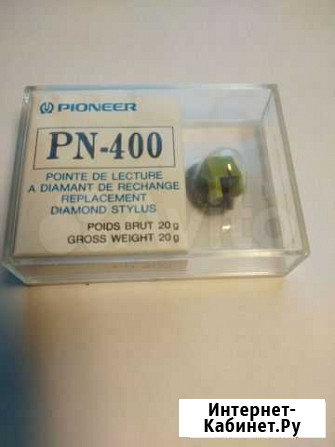 PIONEER
PN-400
POINTE DE LECTURE
A DIAMANT DE RECHANGE
REPLACEMENT
DIAMOND STYLUS
POIDS BRUT 20 g
GROSS WEIGHT 20 g
Интернет-
Кабинет.Ру